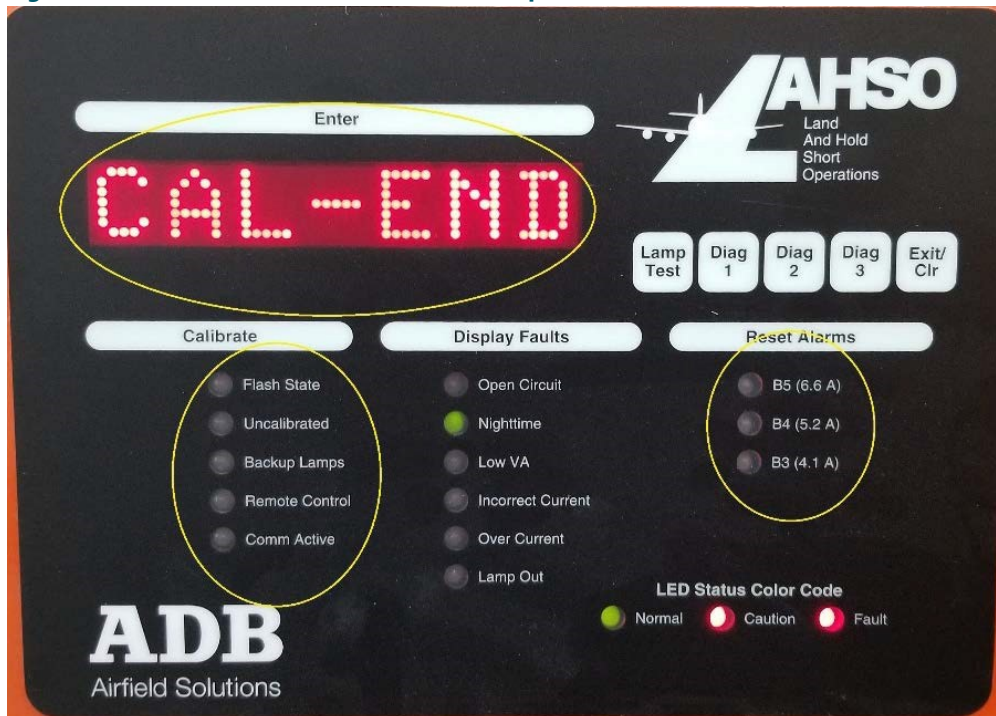 Enter
CAL-END
LAHSO
Land
And Hold
Short
Operations
Lamp Test
Diag 1
Diag 2
Diag 3
Exit/ Clr
Calibrate
Flash State
Uncalibrated
Backup Lamps
Remote Control
Comm Active
Display Faults
Open Circuit
Nighttime
Low VA
Incorrect Current
Over Current
Lamp Out
Reset Alarms
B5 (6.6 A)
B4 (5.2 A)
B3 (4.1 A)
LED Status Color Code
Normal Caution Fault
ADB
Airfield Solutions